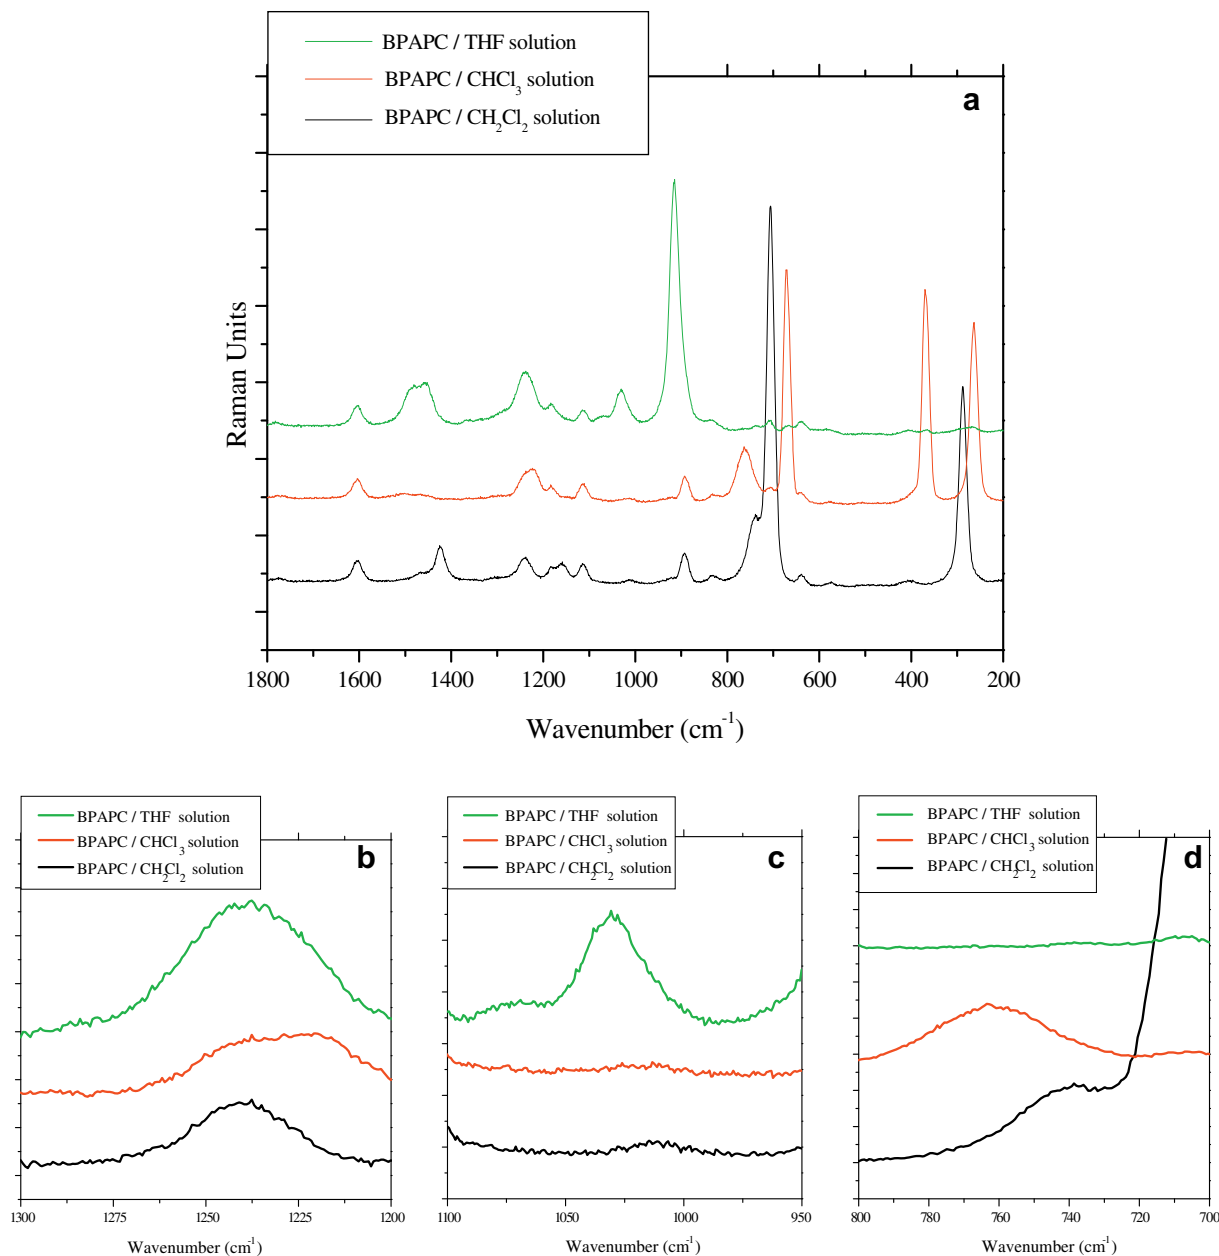 BPAPC / THF solution
BPAPC / CHCl3 solution
BPAPC / CH2Cl2 solution
a
Raman Units
1800 1600 1400 1200 1000 800 600 400 200
Wavenumber (cm-1)
BPAPC / THF solution
BPAPC / CHCl3 solution
BPAPC / CH2Cl2 solution
b
1300 1275 1250 1225 1200
Wavenumber (cm-1)
BPAPC / THF solution
BPAPC / CHCl3 solution
BPAPC / CH2Cl2 solution
c
1100 1050 1000 950
Wavenumber (cm-1)
BPAPC / THF solution
BPAPC / CHCl3 solution
BPAPC / CH2Cl2 solution
d
800 780 760 740 720 700
Wavenumber (cm-1)